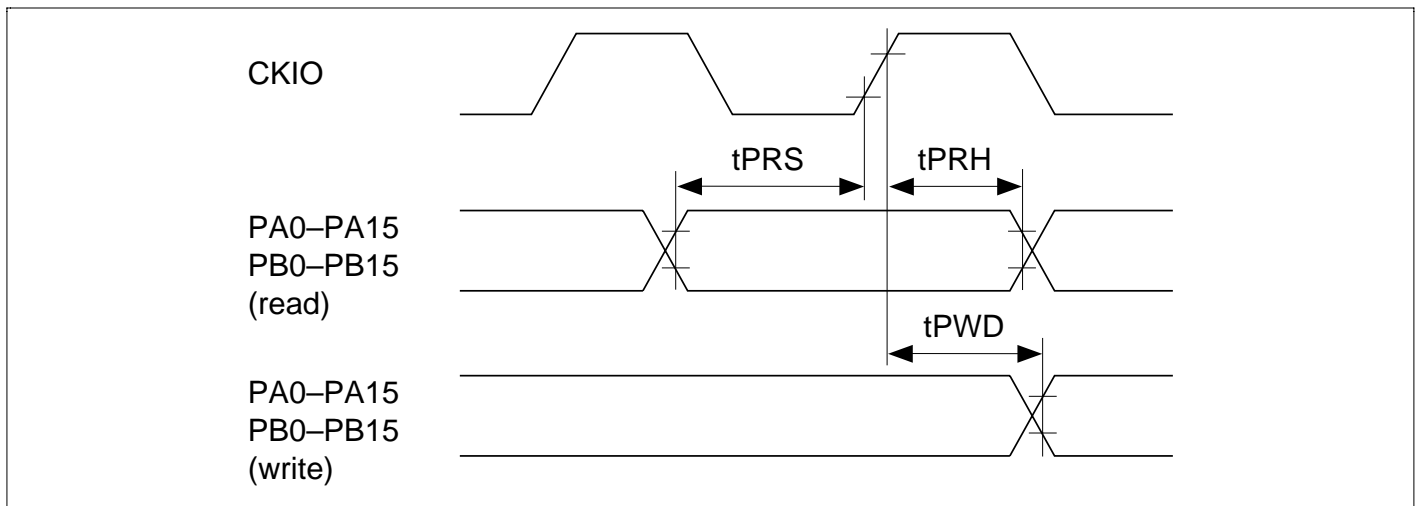 CKIO
tPRS
tPRH
PA0–PA15
PB0–PB15
(read)
tPWD
PA0–PA15
PB0–PB15
(write)